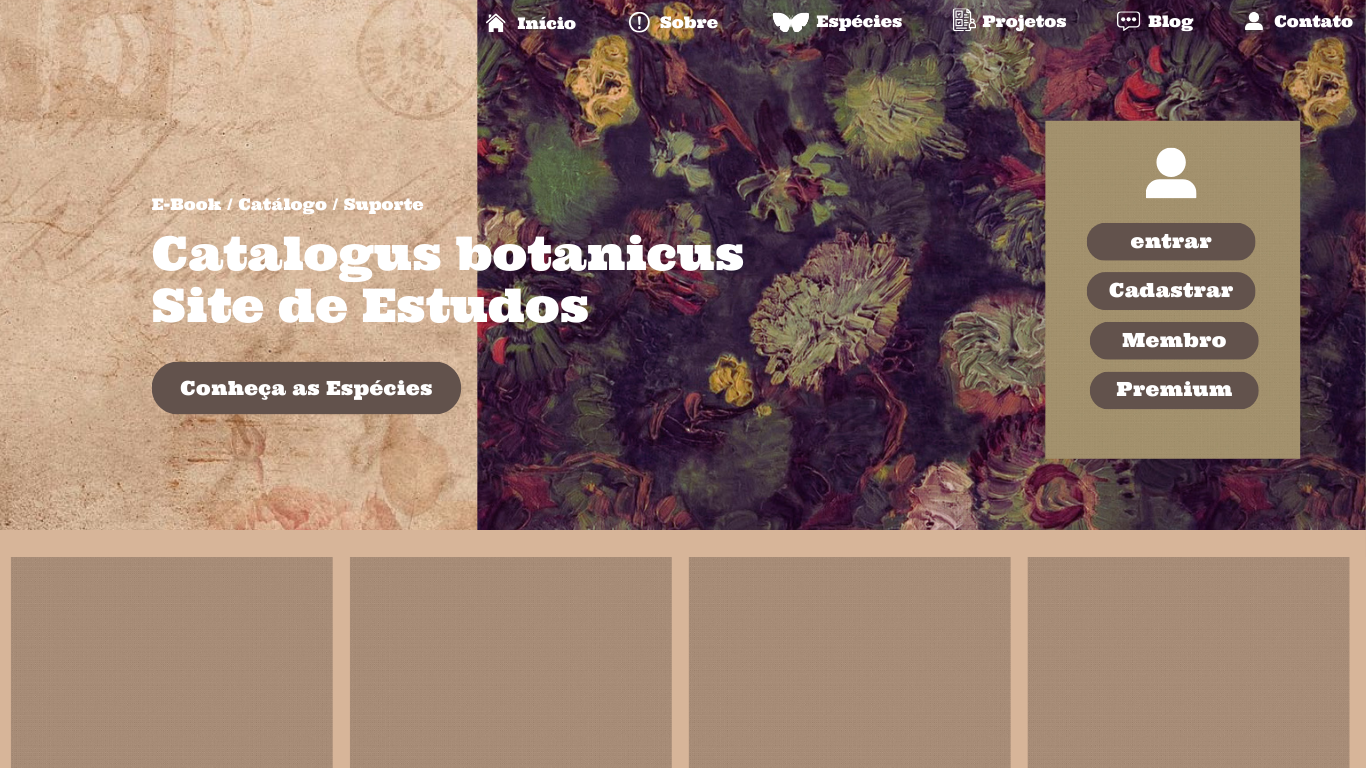 Início
Sobre
Espécies
Projetos
Blog
Contato
E-Book / Catálogo / Suporte
Catalogus botanicus
Site de Estudos
Conheça as Espécies
entrar
Cadastrar
Membro
Premium